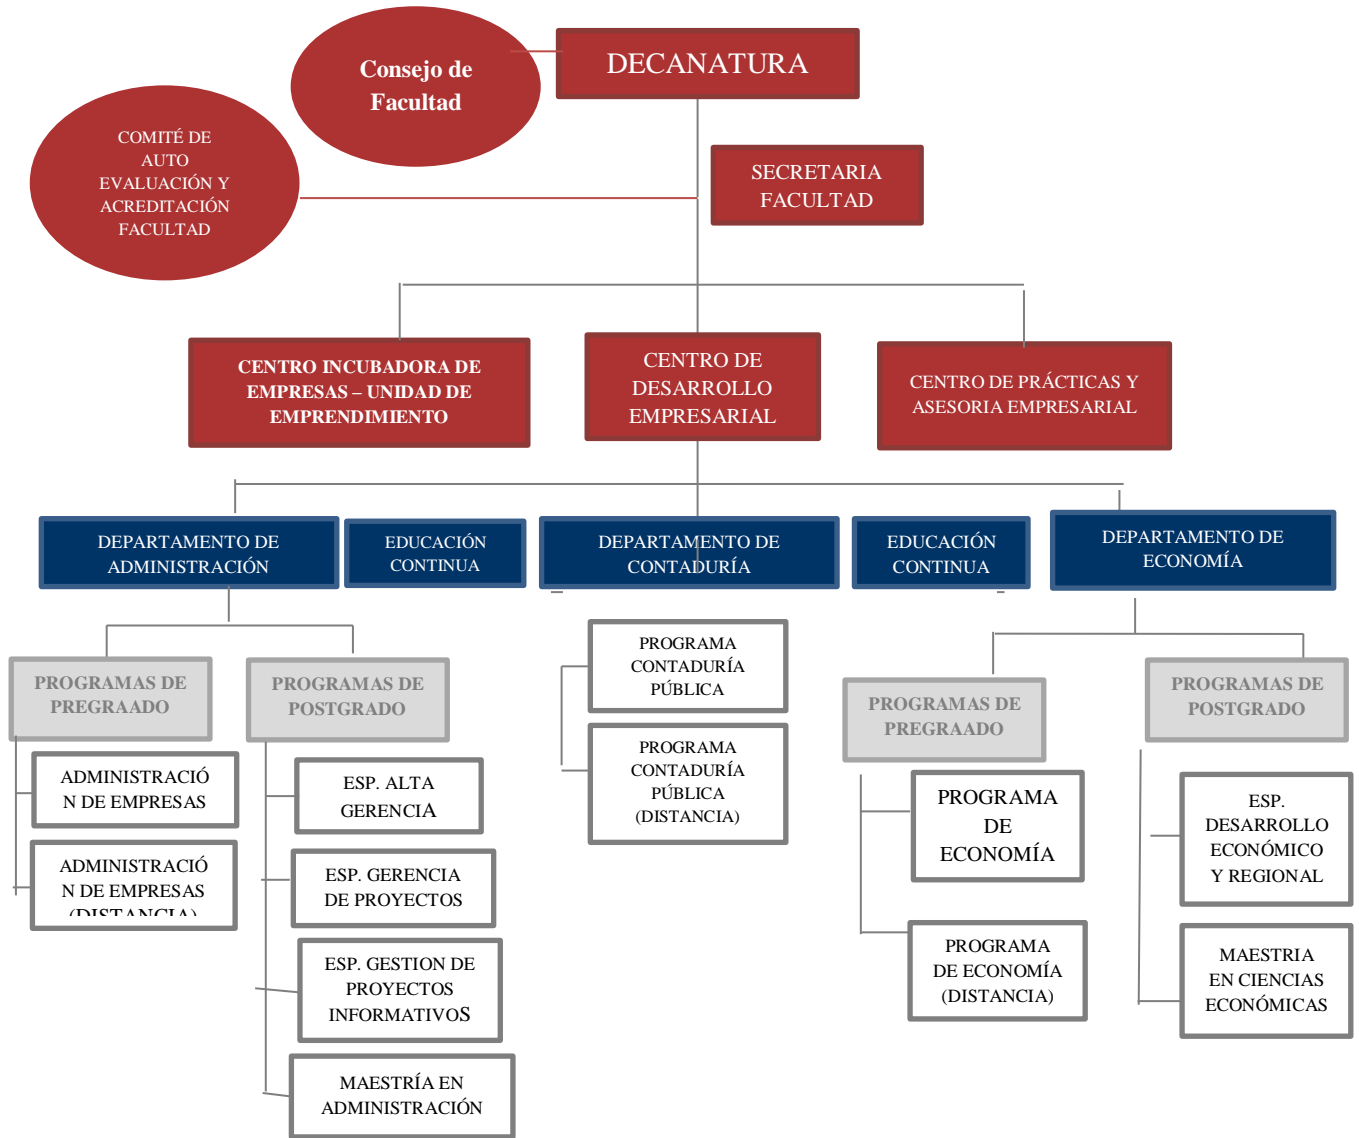 Consejo de
Facultad
DECANATURA
COMITÉ DE
AUTO
EVALUACIÓN Y
ACREDITACIÓN
FACULTAD
SECRETARIA
FACULTAD
CENTRO INCUBADORA DE
EMPRESAS – UNIDAD DE
EMPRENDIMIENTO
CENTRO DE
DESARROLLO
EMPRESARIAL
CENTRO DE PRÁCTICAS Y
ASESORIA EMPRESARIAL
DEPARTAMENTO DE
ADMINISTRACIÓN
EDUCACIÓN
CONTINUA
DEPARTAMENTO DE
CONTADURÍA
EDUCACIÓN
CONTINUA
DEPARTAMENTO DE
ECONOMÍA
PROGRAMAS DE
PREGRAADO
ADMINISTRACIÓ
N DE EMPRESAS
ADMINISTRACIÓ
N DE EMPRESAS
(DISTANCIA)
PROGRAMAS DE
POSTGRADO
ESP. ALTA
GERENCIA
ESP. GERENCIA
DE PROYECTOS
ESP. GESTION DE
PROYECTOS
INFORMATIVOS
MAESTRÍA EN
ADMINISTRACIÓN
PROGRAMA
CONTADURÍA
PÚBLICA
PROGRAMA
CONTADURÍA
PÚBLICA
(DISTANCIA)
PROGRAMAS DE
PREGRAADO
PROGRAMA
DE
ECONOMÍA
PROGRAMA
DE ECONOMÍA
(DISTANCIA)
PROGRAMAS DE
POSTGRADO
ESP.
DESARROLLO
ECONÓMICO
Y REGIONAL
MAESTRIA
EN CIENCIAS
ECONÓMICAS